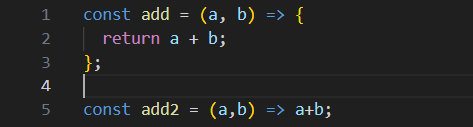 1 const add = (a, b) => {
2   return a + b;
3 };
4
5 const add2 = (a,b) => a+b;